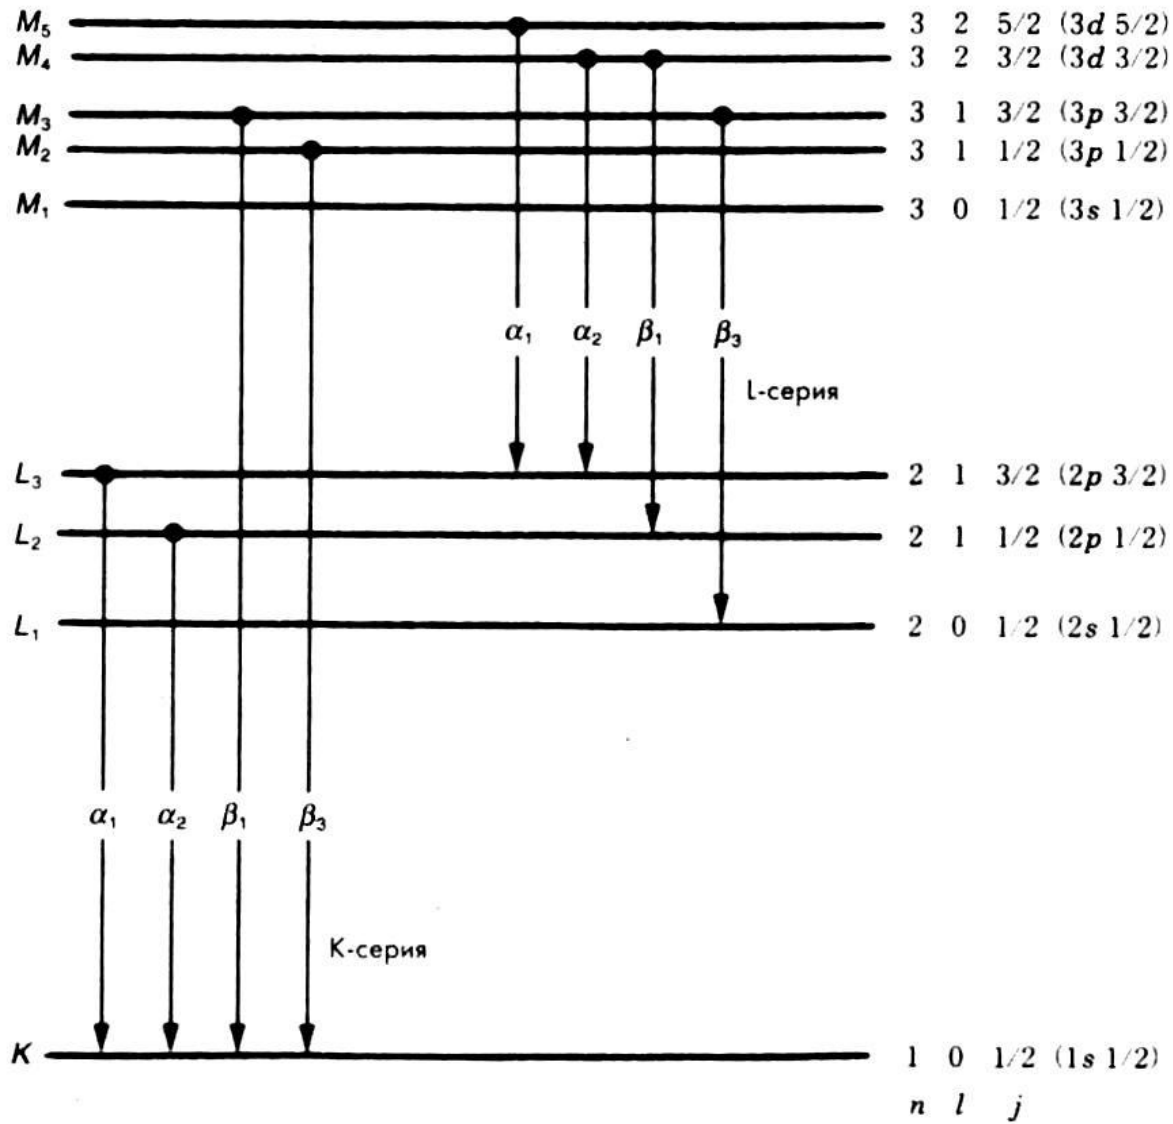 M₅ 3 2 5/2 (3d 5/2)
M₄ 3 2 3/2 (3d 3/2)
M₃ 3 1 3/2 (3p 3/2)
M₂ 3 1 1/2 (3p 1/2)
M₁ 3 0 1/2 (3s 1/2)
α₁ α₂ β₁ β₃
L-серия
L₃ 2 1 3/2 (2p 3/2)
L₂ 2 1 1/2 (2p 1/2)
L₁ 2 0 1/2 (2s 1/2)
α₁ α₂ β₁ β₃
К-серия
K 1 0 1/2 (1s 1/2)
n l j